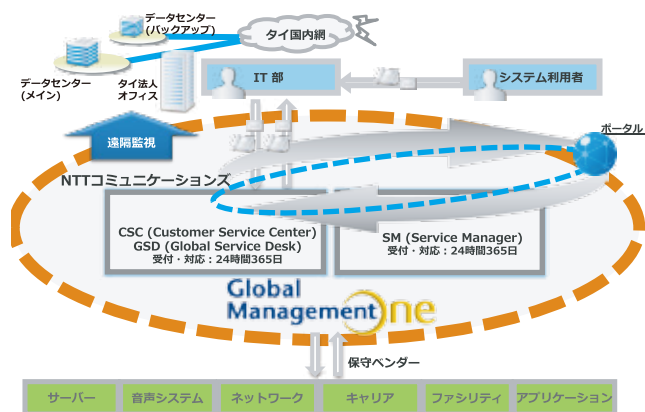 データセンター
(バックアップ)
タイ国内網
データセンター
(メイン)
タイ法人
オフィス
IT 部
システム利用者
遠隔監視
ポータル
NTTコミュニケーションズ
CSC (Customer Service Center)
GSD (Global Service Desk)
受付・対応：24時間365日
SM (Service Manager)
受付・対応：24時間365日
Global
Management One
保守ベンダー
サーバー
音声システム
ネットワーク
キャリア
ファシリティ
アプリケーション